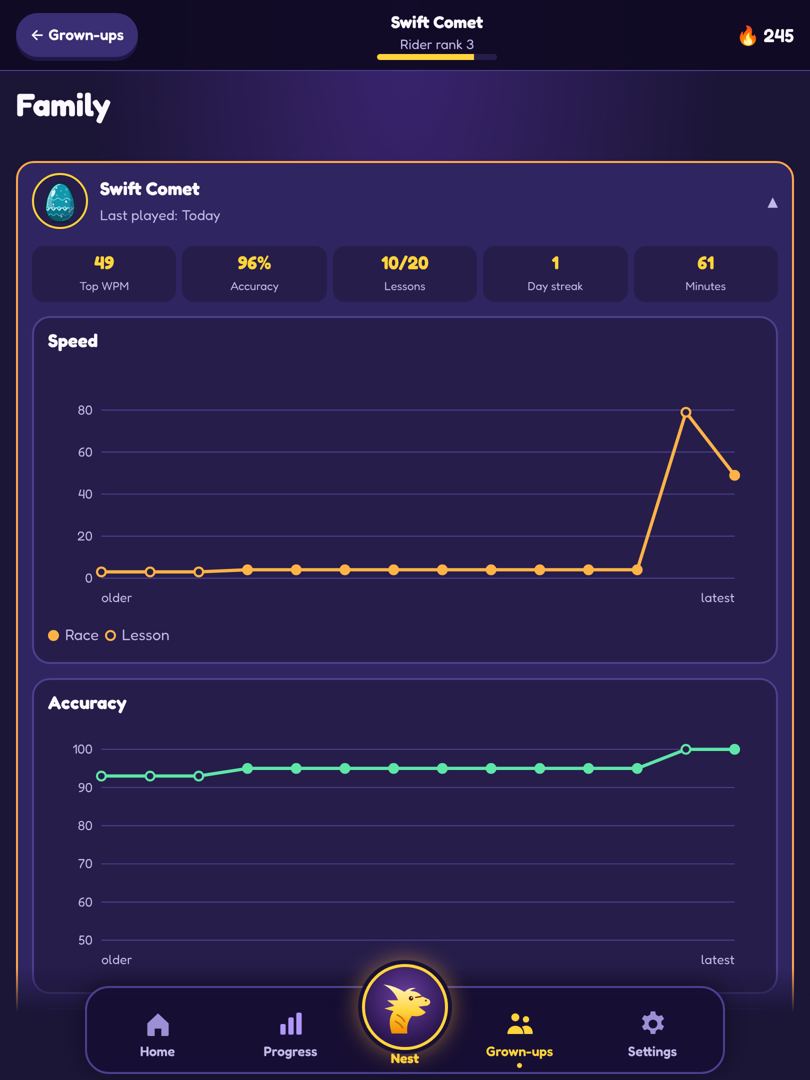 ← Grown-ups
Swift Comet
Rider rank 3
245
Family
Swift Comet
Last played: Today
49
Top WPM
96%
Accuracy
10/20
Lessons
1
Day streak
61
Minutes
Speed
80
60
40
20
0
older
latest
Race
Lesson
Accuracy
100
90
80
70
60
50
older
latest
Home
Progress
Nest
Grown-ups
Settings